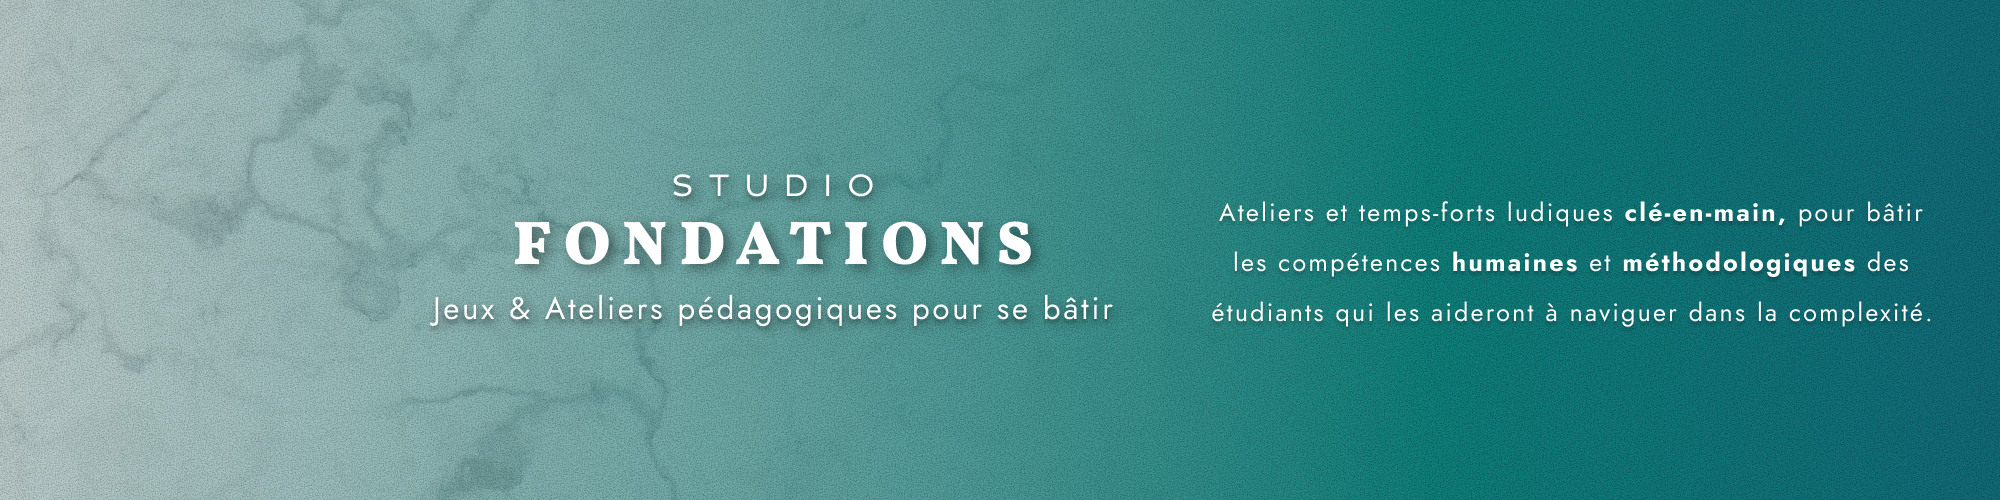 STUDIO
FONDATIONS
Jeux & Ateliers pédagogiques pour se bâtir
Ateliers et temps-forts ludiques clé-en-main, pour bâtir
les compétences humaines et méthodologiques des
étudiants qui les aideront à naviguer dans la complexité.